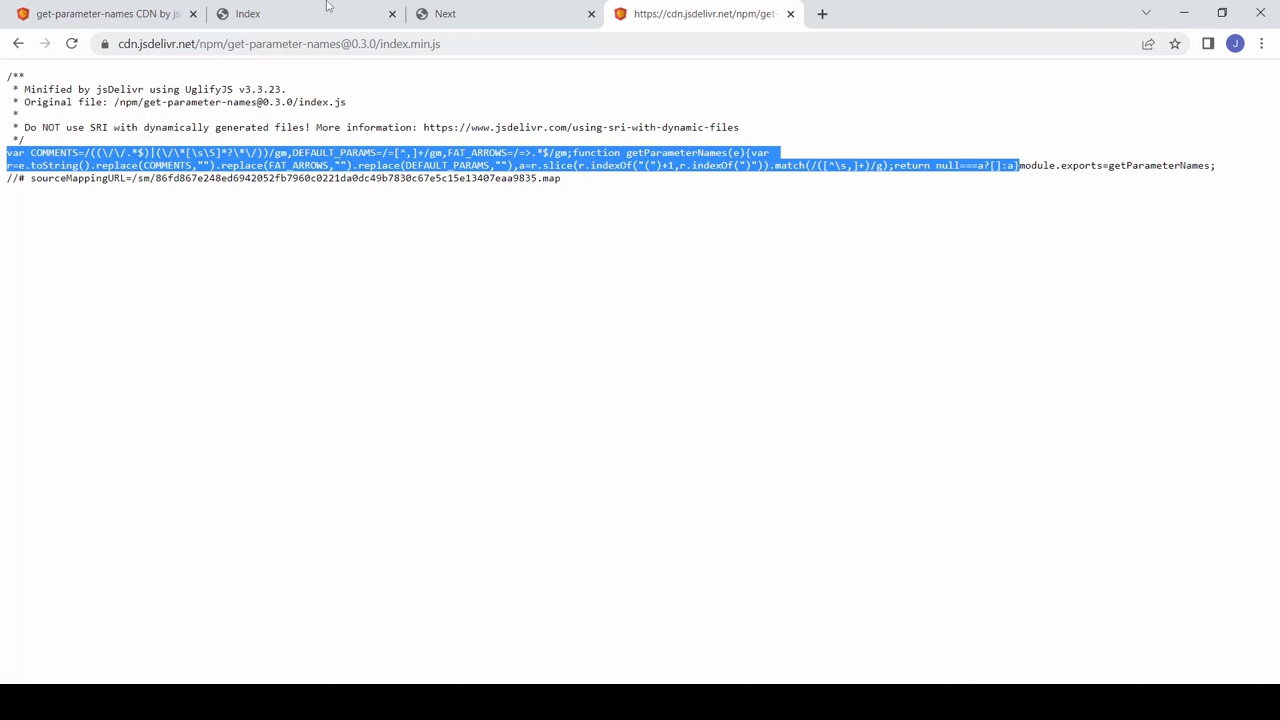 get-parameter-names CDN by js
Index
Next
https://cdn.jsdelivr.net/npm/get-
cdn.jsdelivr.net/npm/get-parameter-names@0.3.0/index.min.js
J
/**
 * Minified by jsDelivr using UglifyJS v3.3.23.
 * Original file: /npm/get-parameter-names@0.3.0/index.js
 *
 * Do NOT use SRI with dynamically generated files! More information: https://www.jsdelivr.com/using-sri-with-dynamic-files
 */
var COMMENTS=/((\/\/.*$)|(\/\*[\s\S]*?\*\/))/gm,DEFAULT_PARAMS=/=[^,]+/gm,FAT_ARROWS=/=>.*$/gm;function getParameterNames(e){var
r=e.toString().replace(COMMENTS,"").replace(FAT_ARROWS,"").replace(DEFAULT_PARAMS,""),a=r.slice(r.indexOf("(")+1,r.indexOf(")")).match(/([^\s,]+)/g);return null===a?[]:a}module.exports=getParameterNames;
//# sourceMappingURL=/sm/86fd867e248ed6942052fb7960c0221da0dc49b7830c67e5c15e13407eaa9835.map